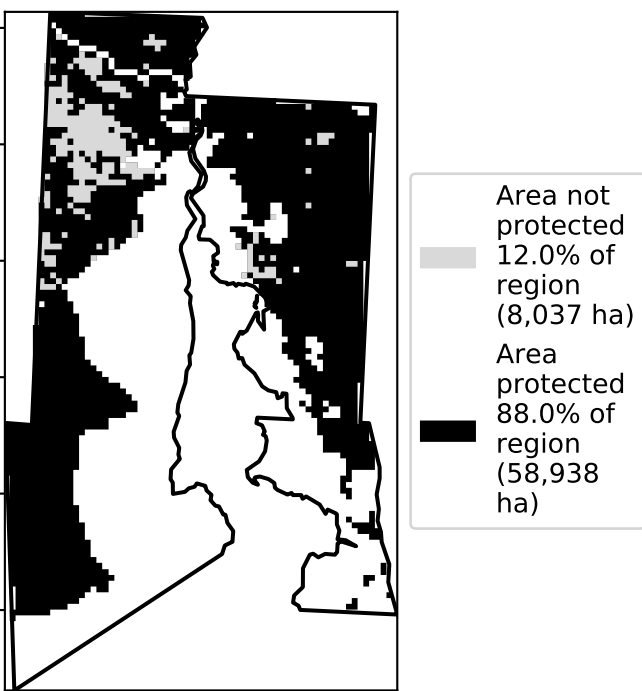 Area not
protected
12.0% of
region
(8,037 ha)
Area
protected
88.0% of
region
(58,938
ha)